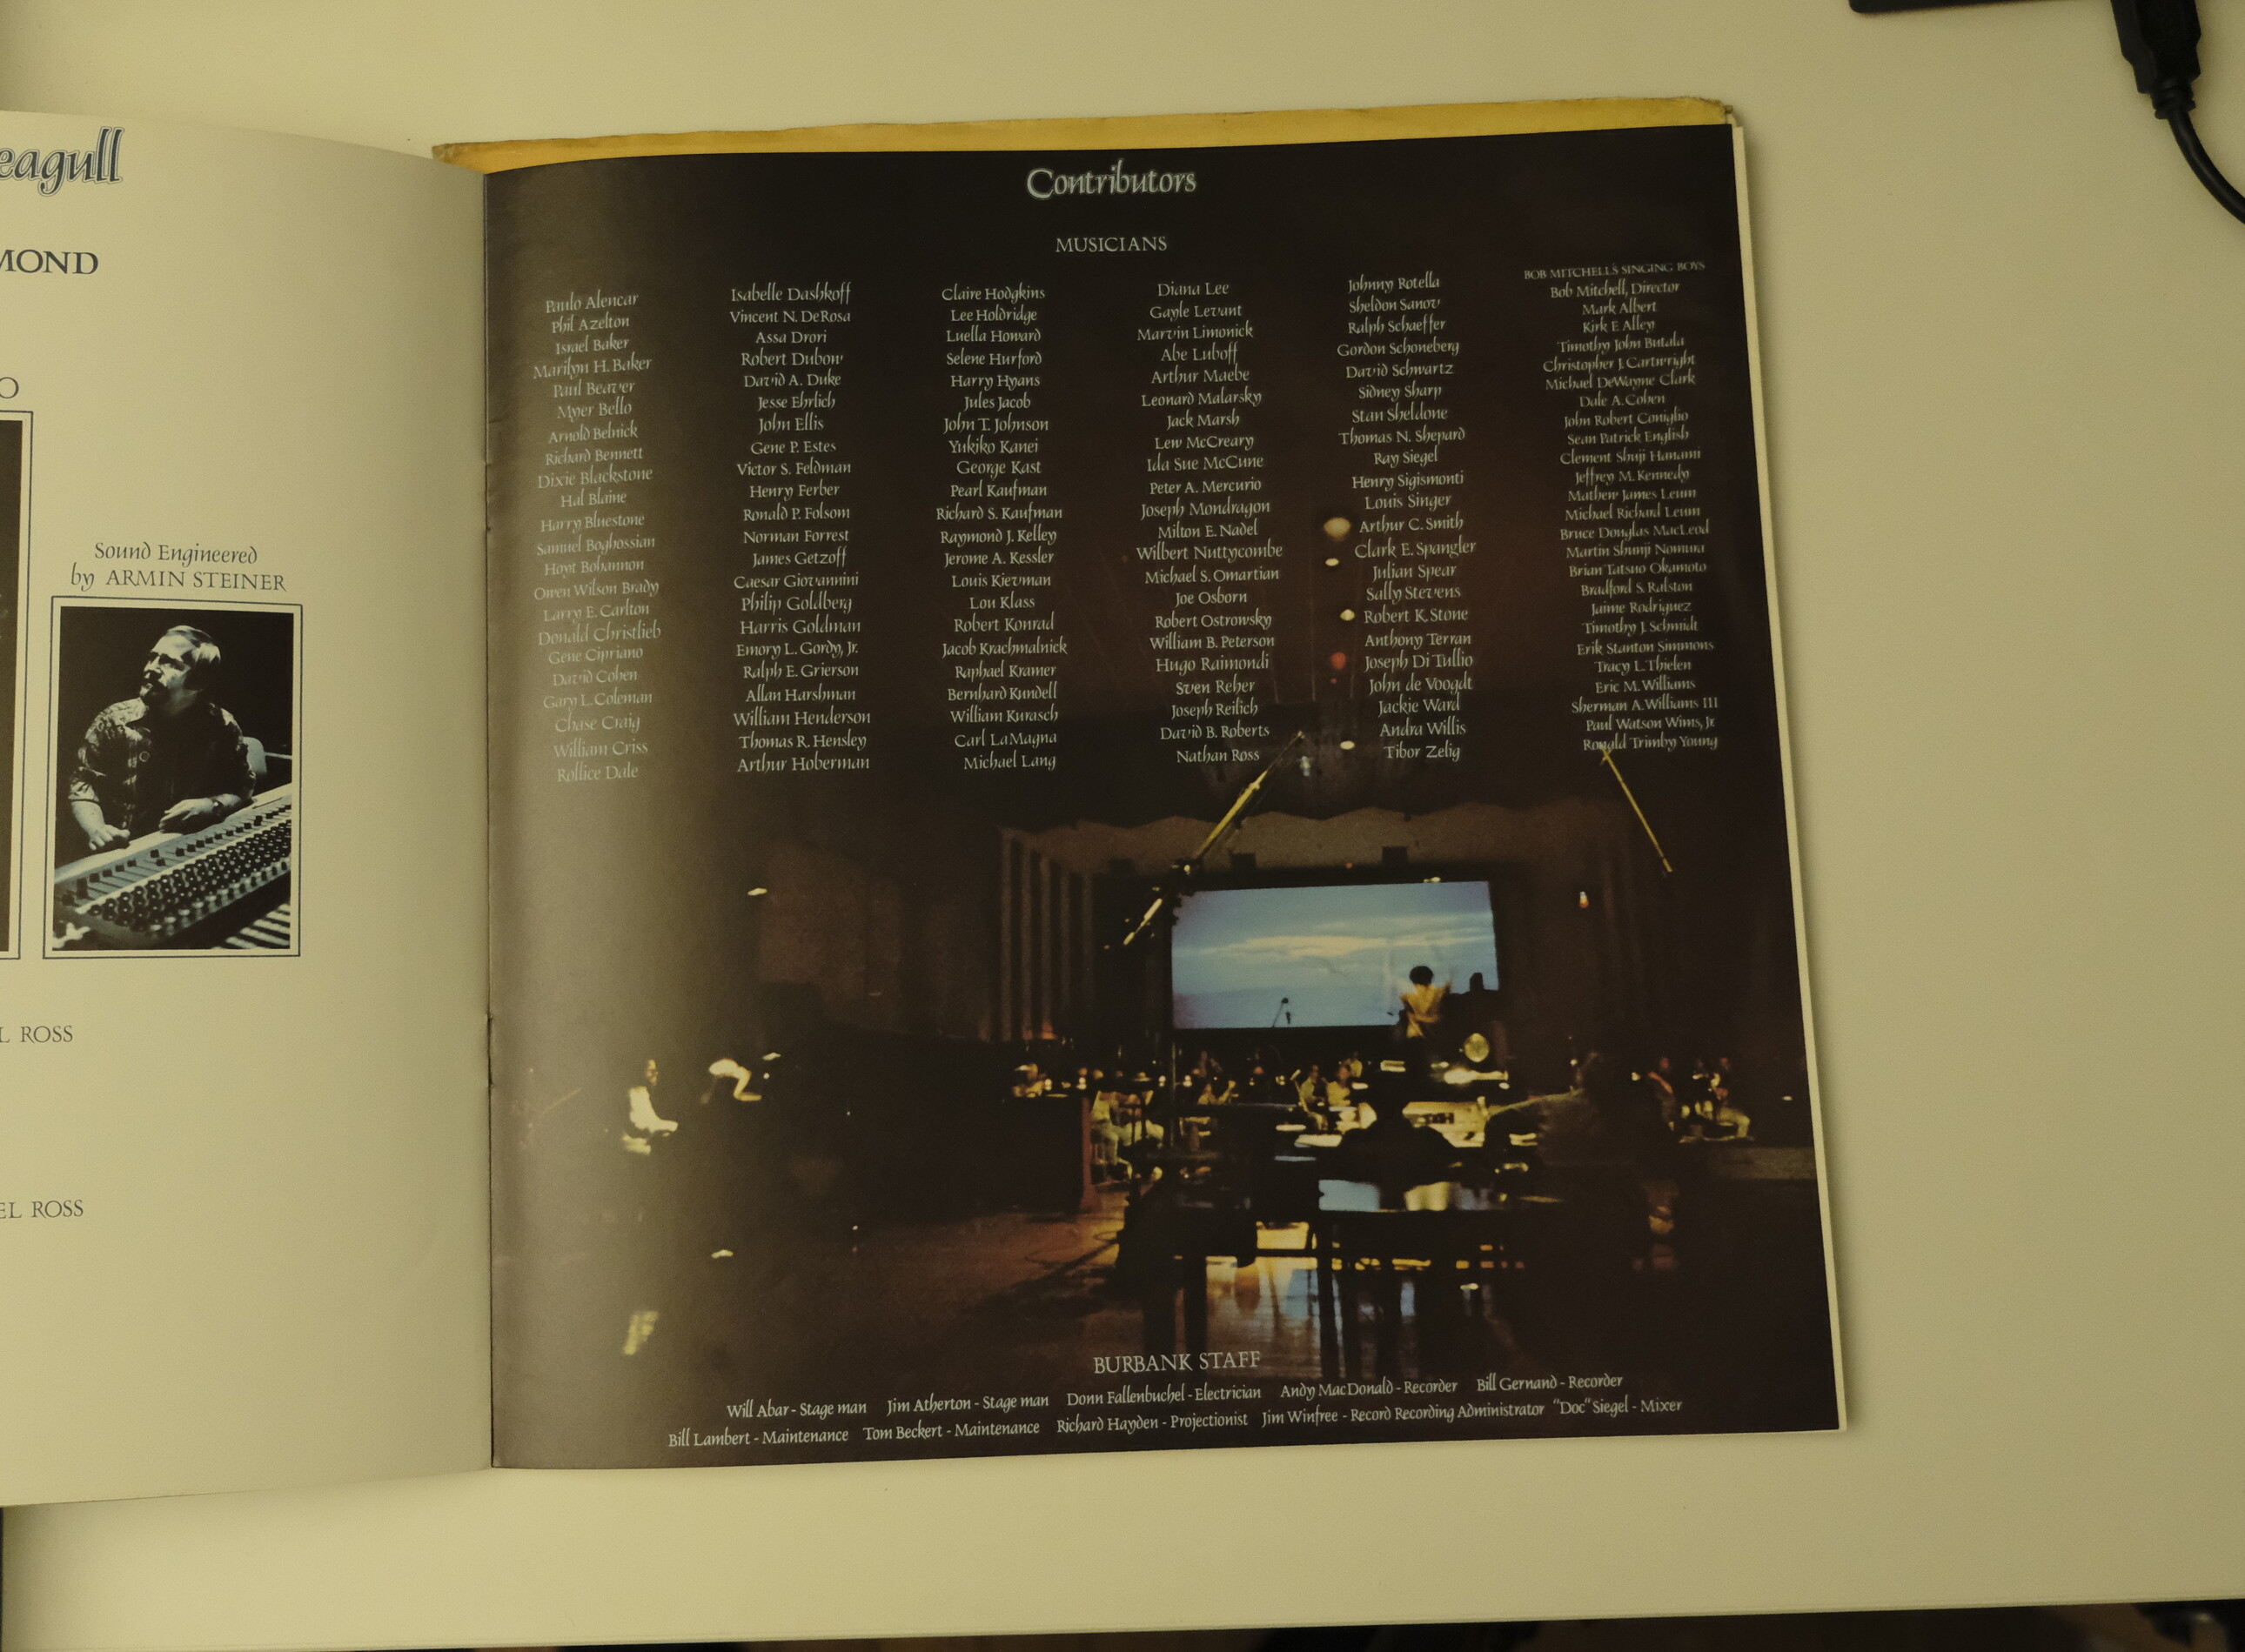 eagull
MOND
O
Sound Engineered
by ARMIN STEINER
L ROSS
EL ROSS
Contributors
MUSICIANS
Paulo Alencar
Phil Azelton
Israel Baker
Marilyn H. Baker
Paul Beaver
Myer Bello
Arnold Belnick
Richard Bennett
Dixie Blackstone
Hal Blaine
Harry Bluestone
Samuel Boghossian
Hoyt Bohannon
Owen Wilson Brady
Larry E. Carlton
Donald Christlieb
Gene Cipriano
David Cohen
Gary L. Coleman
Chase Craig
William Criss
Rollice Dale
Isabelle Dashkoff
Vincent N. DeRosa
Assa Drori
Robert Dubow
David A. Duke
Jesse Ehrlich
John Ellis
Gene P. Estes
Victor S. Feldman
Henry Ferber
Ronald P. Folsom
Norman Forrest
James Getzoff
Caesar Giovannini
Philip Goldberg
Harris Goldman
Emory L. Gordy, Jr.
Ralph E. Grierson
Allan Harshman
William Henderson
Thomas R. Hensley
Arthur Hoberman
Claire Hodgkins
Lee Holdridge
Luella Howard
Selene Hurford
Harry Hyans
Jules Jacob
John T. Johnson
Yukiko Kanei
George Kast
Pearl Kaufman
Richard S. Kaufman
Raymond J. Kelley
Jerome A. Kessler
Louis Kievman
Lou Klass
Robert Konrad
Jacob Krachmalnick
Raphael Kramer
Bernhard Kundell
William Kurasch
Carl LaMagna
Michael Lang
Diana Lee
Gayle Levant
Marvin Limonick
Abe Luboff
Arthur Maebe
Leonard Malarsky
Jack Marsh
Lew McCreary
Ida Sue McCune
Peter A. Mercurio
Joseph Mondragon
Milton E. Nadel
Wilbert Nuttycombe
Michael S. Omartian
Joe Osborn
Robert Ostrowsky
William B. Peterson
Hugo Raimondi
Sven Reher
Joseph Reilich
David B. Roberts
Nathan Ross
Johnny Rotella
Sheldon Sanov
Ralph Schaeffer
Gordon Schoneberg
David Schwartz
Sidney Sharp
Stan Sheldone
Thomas N. Shepard
Ray Siegel
Henry Sigismonti
Louis Singer
Arthur C. Smith
Clark E. Spangler
Julian Spear
Sally Stevens
Robert K. Stone
Anthony Terran
Joseph Di Tullio
John de Voogdt
Jackie Ward
Andra Willis
Tibor Zelig
BOB MITCHELL'S SINGING BOYS
Bob Mitchell, Director
Mark Albert
Kirk F. Alley
Timothy John Butala
Christopher J. Cartwright
Michael DeWayne Clark
Dale A. Cohen
John Robert Coniglio
Sean Patrick English
Clement Shuji Hanami
Jeffrey M. Kennedy
Mathew James Leum
Michael Richard Leum
Bruce Douglas MacLeod
Martin Shunji Nomura
Brian Tatsuo Okamoto
Bradford S. Ralston
Jaime Rodriguez
Timothy J. Schmidt
Erik Stanton Simmons
Tracy L. Thielen
Eric M. Williams
Sherman A. Williams III
Paul Watson Wims, Jr.
Ronald Trimby Young
BURBANK STAFF
Will Abar - Stage man Jim Atherton - Stage man Donn Fallenbuchel - Electrician Andy MacDonald - Recorder Bill Gernand - Recorder
Bill Lambert - Maintenance Tom Beckert - Maintenance Richard Hayden - Projectionist Jim Winfree - Record Recording Administrator "Doc" Siegel - Mixer